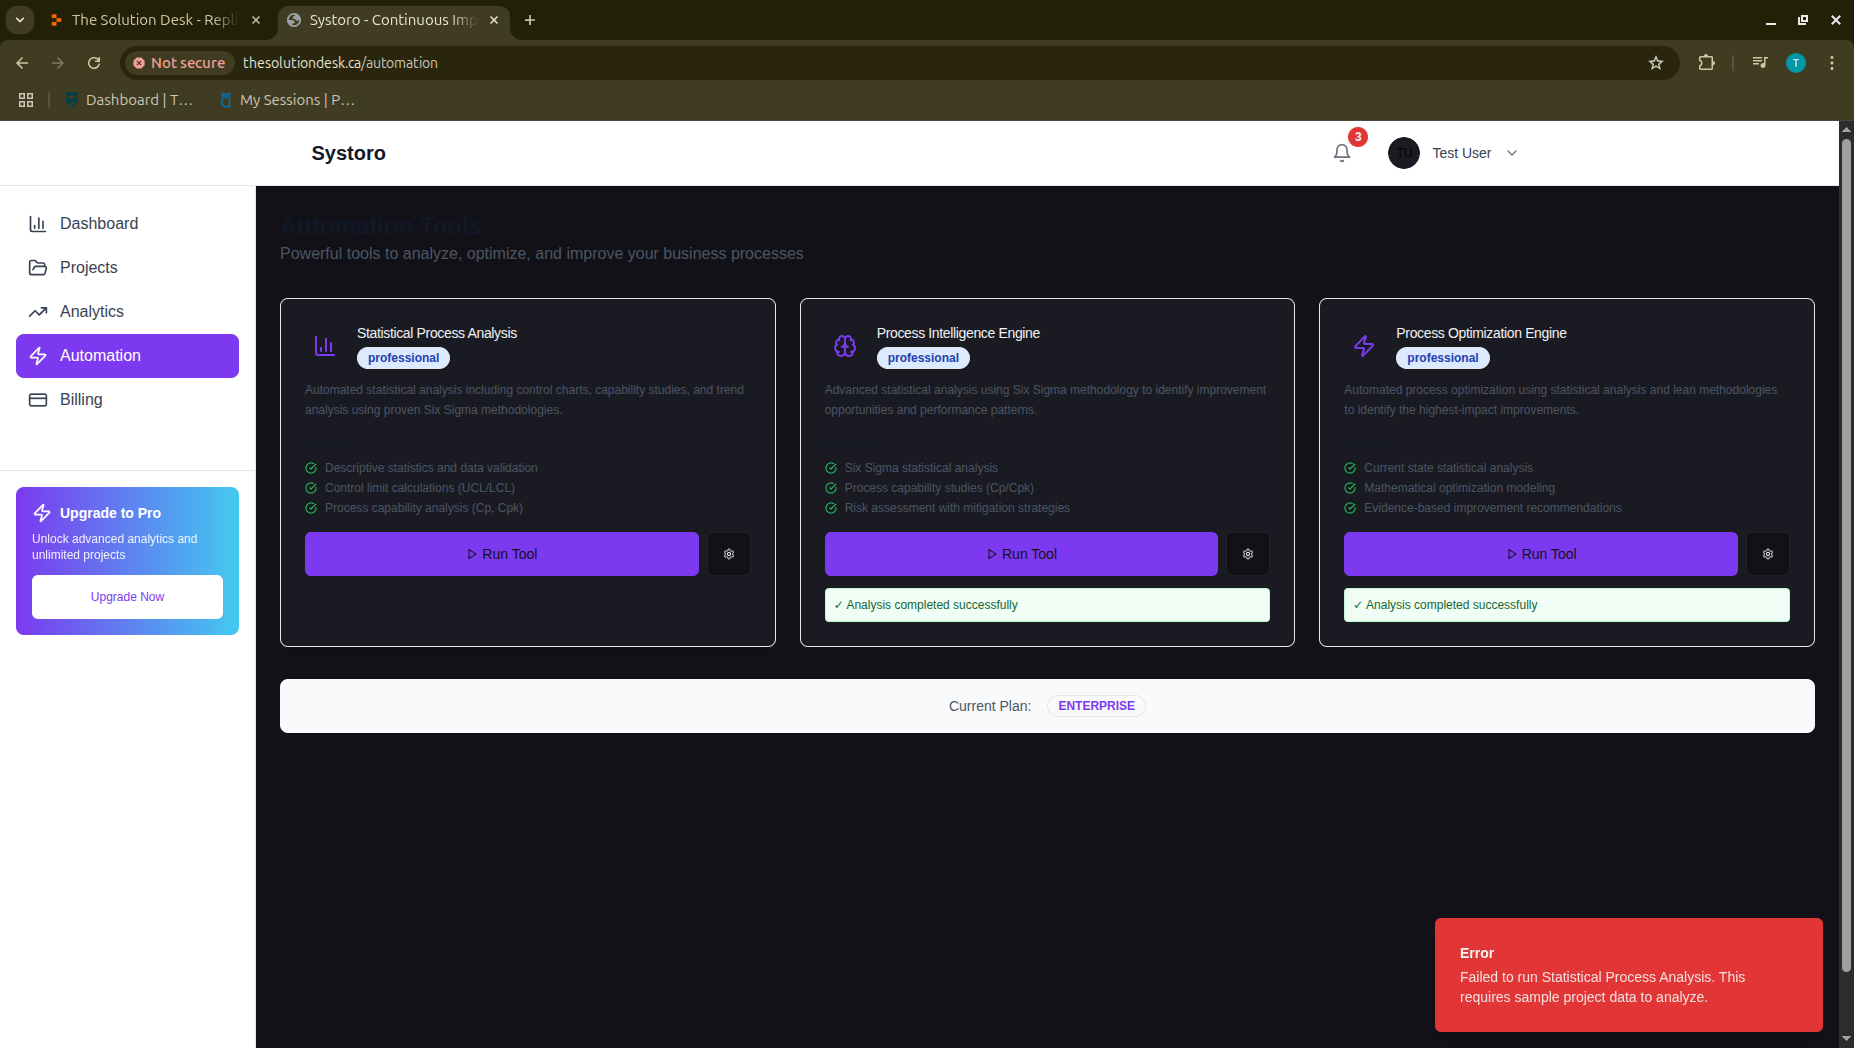 The Solution Desk - Repl
Systoro - Continuous Imp
Not secure
thesolutiondesk.ca/automation
T
Dashboard | T...
My Sessions | P...
Systoro
3
TU
Test User
Dashboard
Projects
Analytics
Automation
Billing
Upgrade to Pro
Unlock advanced analytics and
unlimited projects
Upgrade Now
Automation Tools
Powerful tools to analyze, optimize, and improve your business processes
Statistical Process Analysis
professional
Automated statistical analysis including control charts, capability studies, and trend
analysis using proven Six Sigma methodologies.
Descriptive statistics and data validation
Control limit calculations (UCL/LCL)
Process capability analysis (Cp, Cpk)
Run Tool
Process Intelligence Engine
professional
Advanced statistical analysis using Six Sigma methodology to identify improvement
opportunities and performance patterns.
Six Sigma statistical analysis
Process capability studies (Cp/Cpk)
Risk assessment with mitigation strategies
Run Tool
✓ Analysis completed successfully
Process Optimization Engine
professional
Automated process optimization using statistical analysis and lean methodologies
to identify the highest-impact improvements.
Current state statistical analysis
Mathematical optimization modeling
Evidence-based improvement recommendations
Run Tool
✓ Analysis completed successfully
Current Plan:
ENTERPRISE
Error
Failed to run Statistical Process Analysis. This
requires sample project data to analyze.